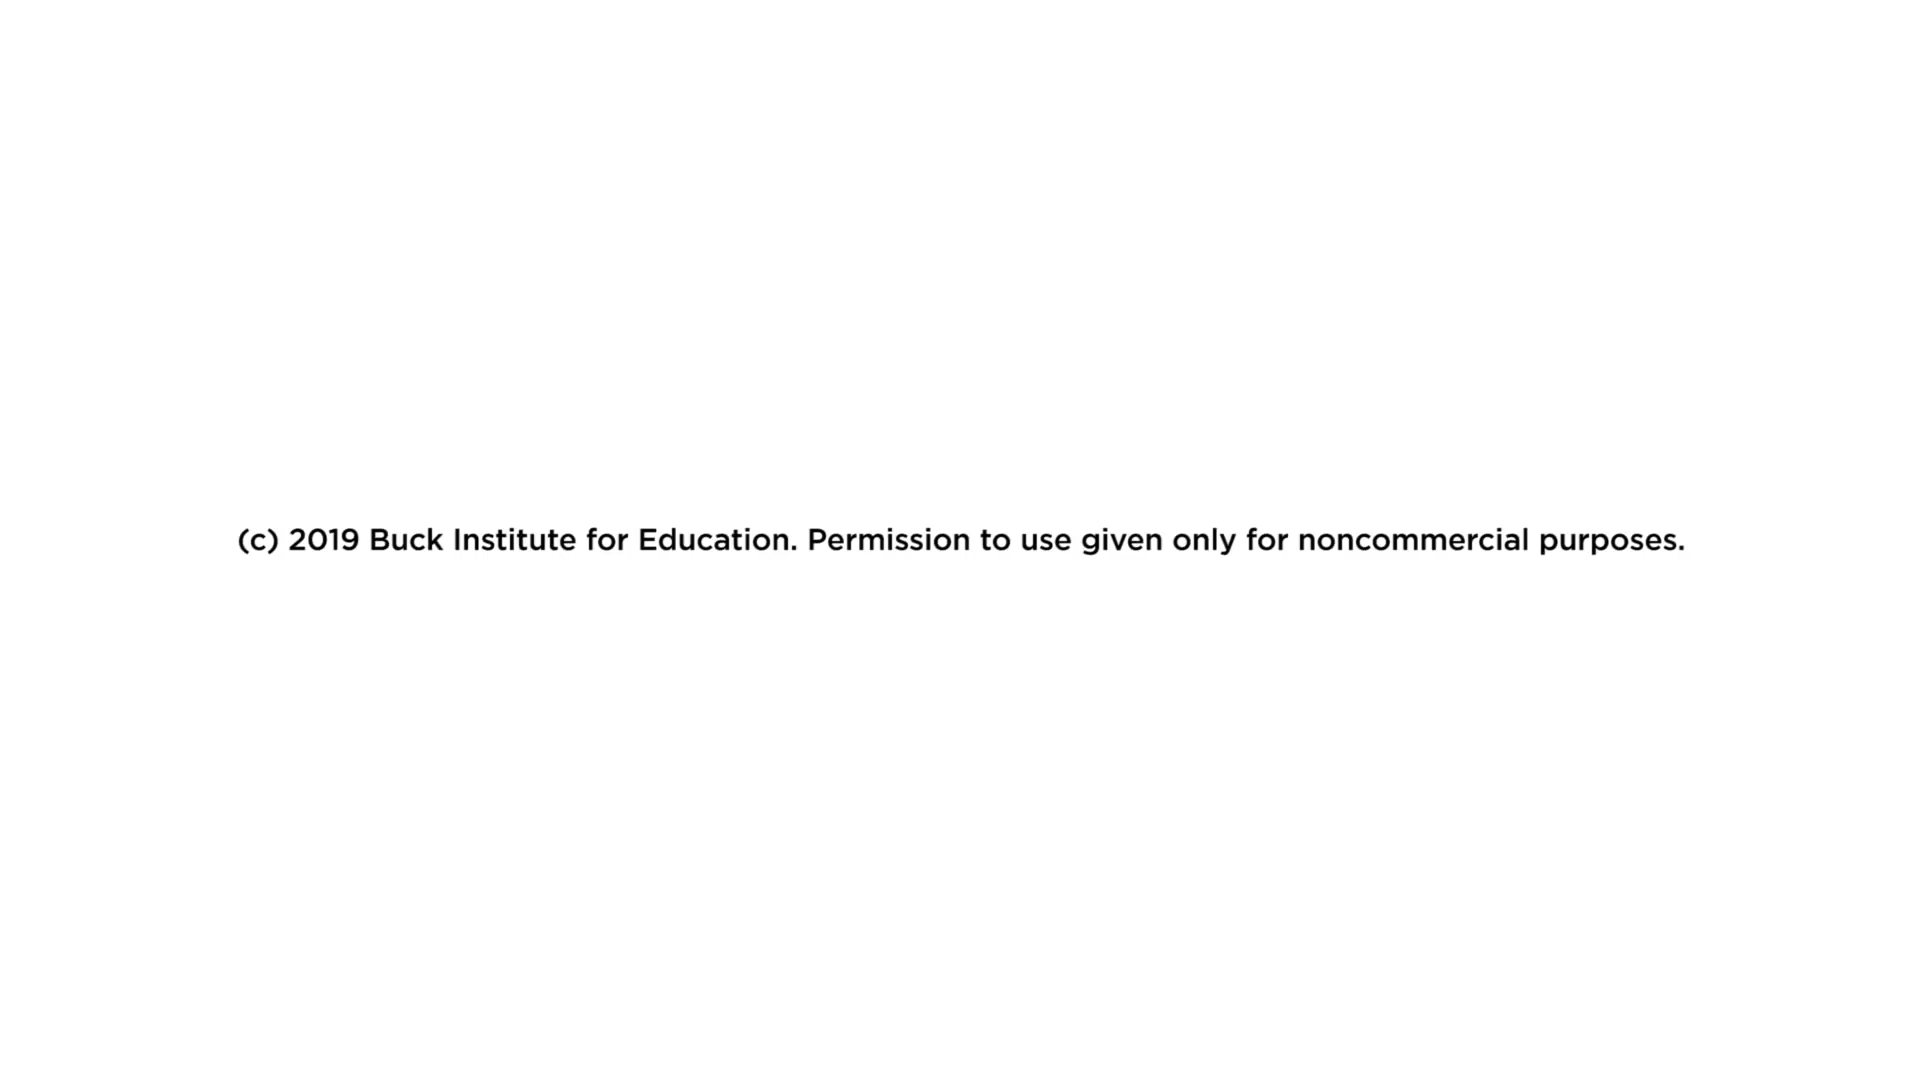 (c) 2019 Buck Institute for Education. Permission to use given only for noncommercial purposes.